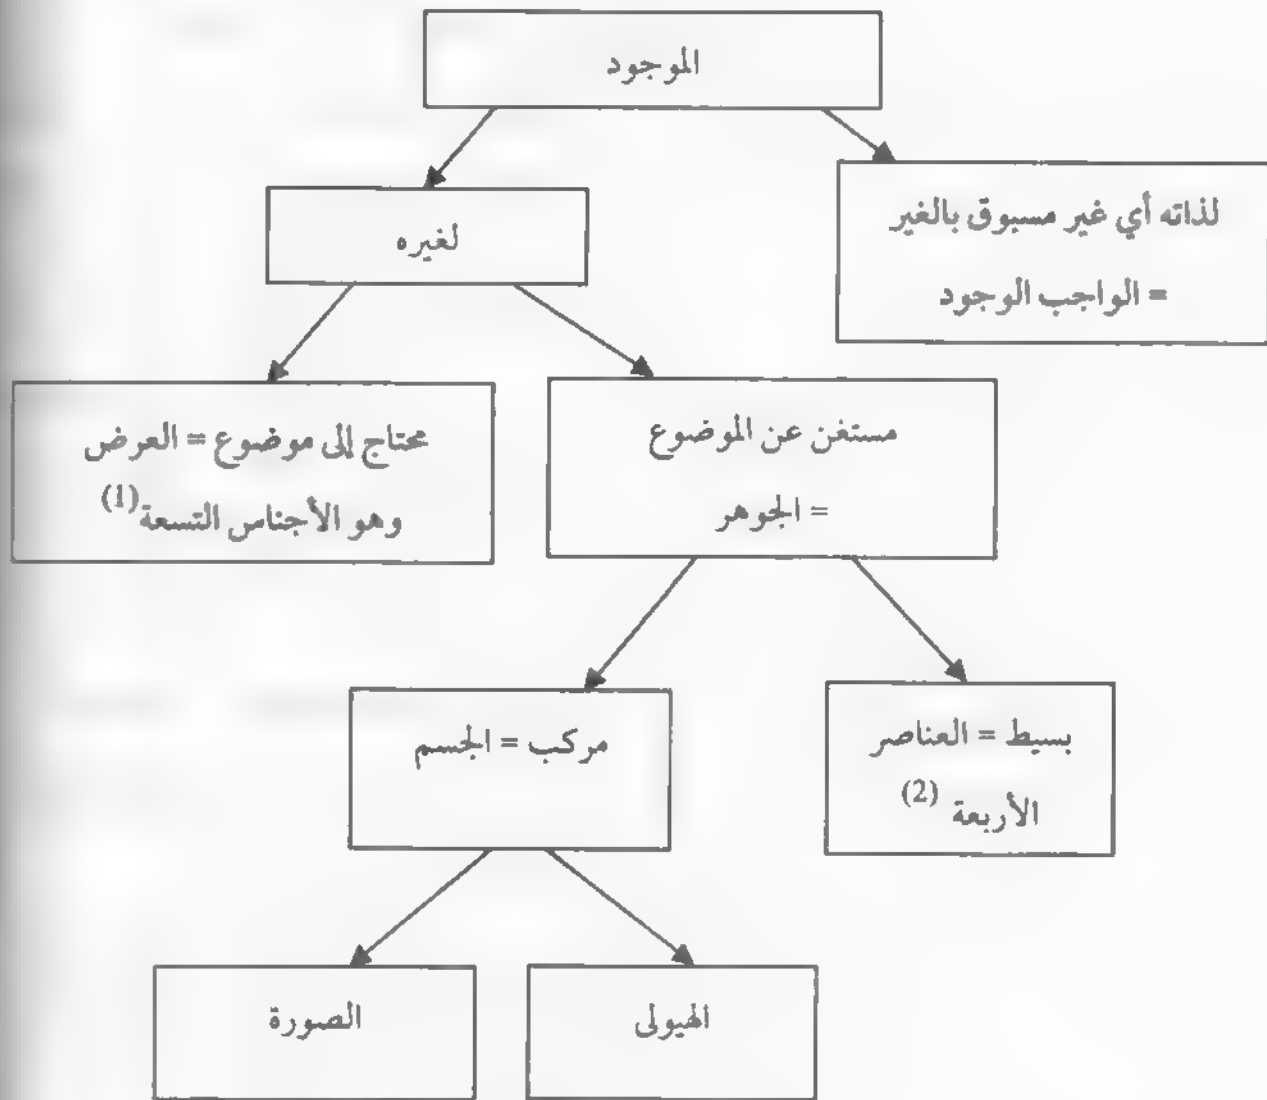 الموجود
لذاته أي غير مسبوق بالغير
= الواجب الوجود
لغيره
مستغن عن الموضوع
= الجوهر
محتاج إلى موضوع = العرض
وهو الأجناس التسعة (1)
بسيط = العناصر
الأربعة (2)
مركب = الجسم
الهيولى
الصورة